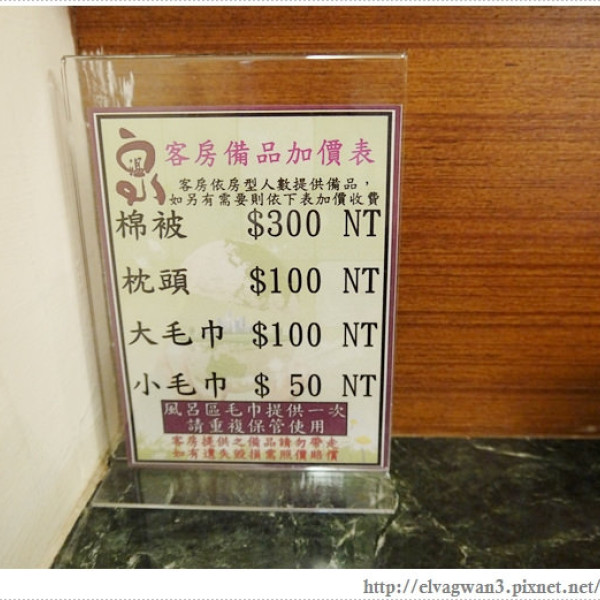 客房備品加價表
客房依房型人數提供備品，
如另有需要則依下表加價收費
棉被 $300 NT
枕頭 $100 NT
大毛巾 $100 NT
小毛巾 $ 50 NT
風呂區毛巾提供一次
請重複保管使用
客房提供之備品請勿帶走
如有遺失毀損需照價賠償
http://elvagwan3.pixnet.net/